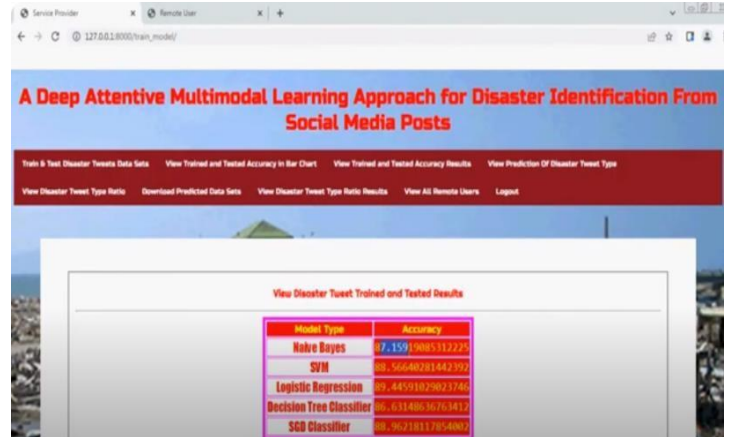 Service Provider
Remote User
127.0.0.1:8000/train_model/
A Deep Attentive Multimodal Learning Approach for Disaster Identification From
Social Media Posts
Train & Test Disaster Tweets Data Sets View Trained and Tested Accuracy in Bar Chart View Trained and Tested Accuracy Results View Prediction Of Disaster Tweet Type
View Disaster Tweet Type Ratio Download Predicted Data Sets View Disaster Tweet Type Ratio Results View All Remote Users Logout
View Disaster Tweet Trained and Tested Results
Model Type Accuracy
Naive Bayes 87.15919085312225
SVM 88.56640281442392
Logistic Regression 89.44591029023746
Decision Tree Classifier 86.63148636763412
SGD Classifier 88.96218117854002